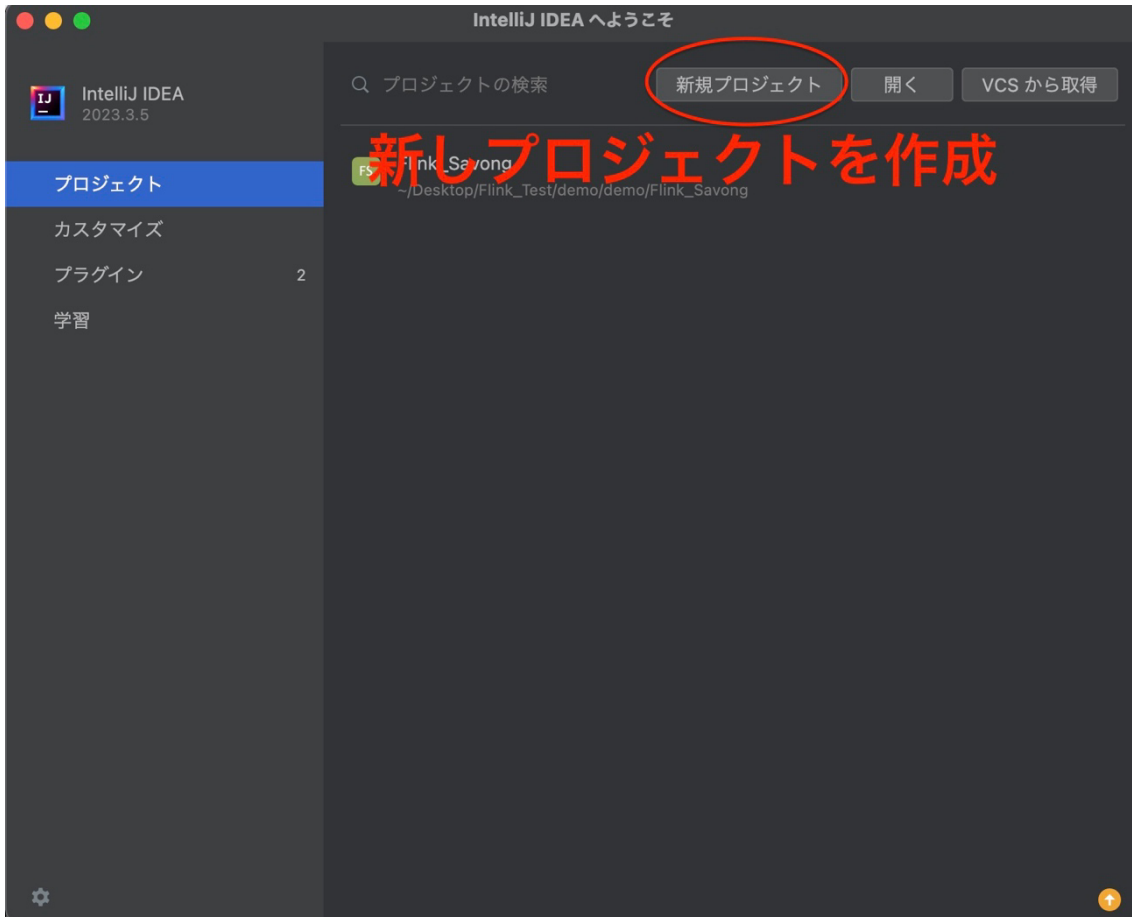 IntelliJ IDEA へようこそ
IntelliJ IDEA
2023.3.5
プロジェクト
カスタマイズ
プラグイン 2
学習
プロジェクトの検索 新規プロジェクト 開く VCS から取得
新しプロジェクトを作成
FS Flink_Savong
~/Desktop/Flink_Test/demo/demo/Flink_Savong